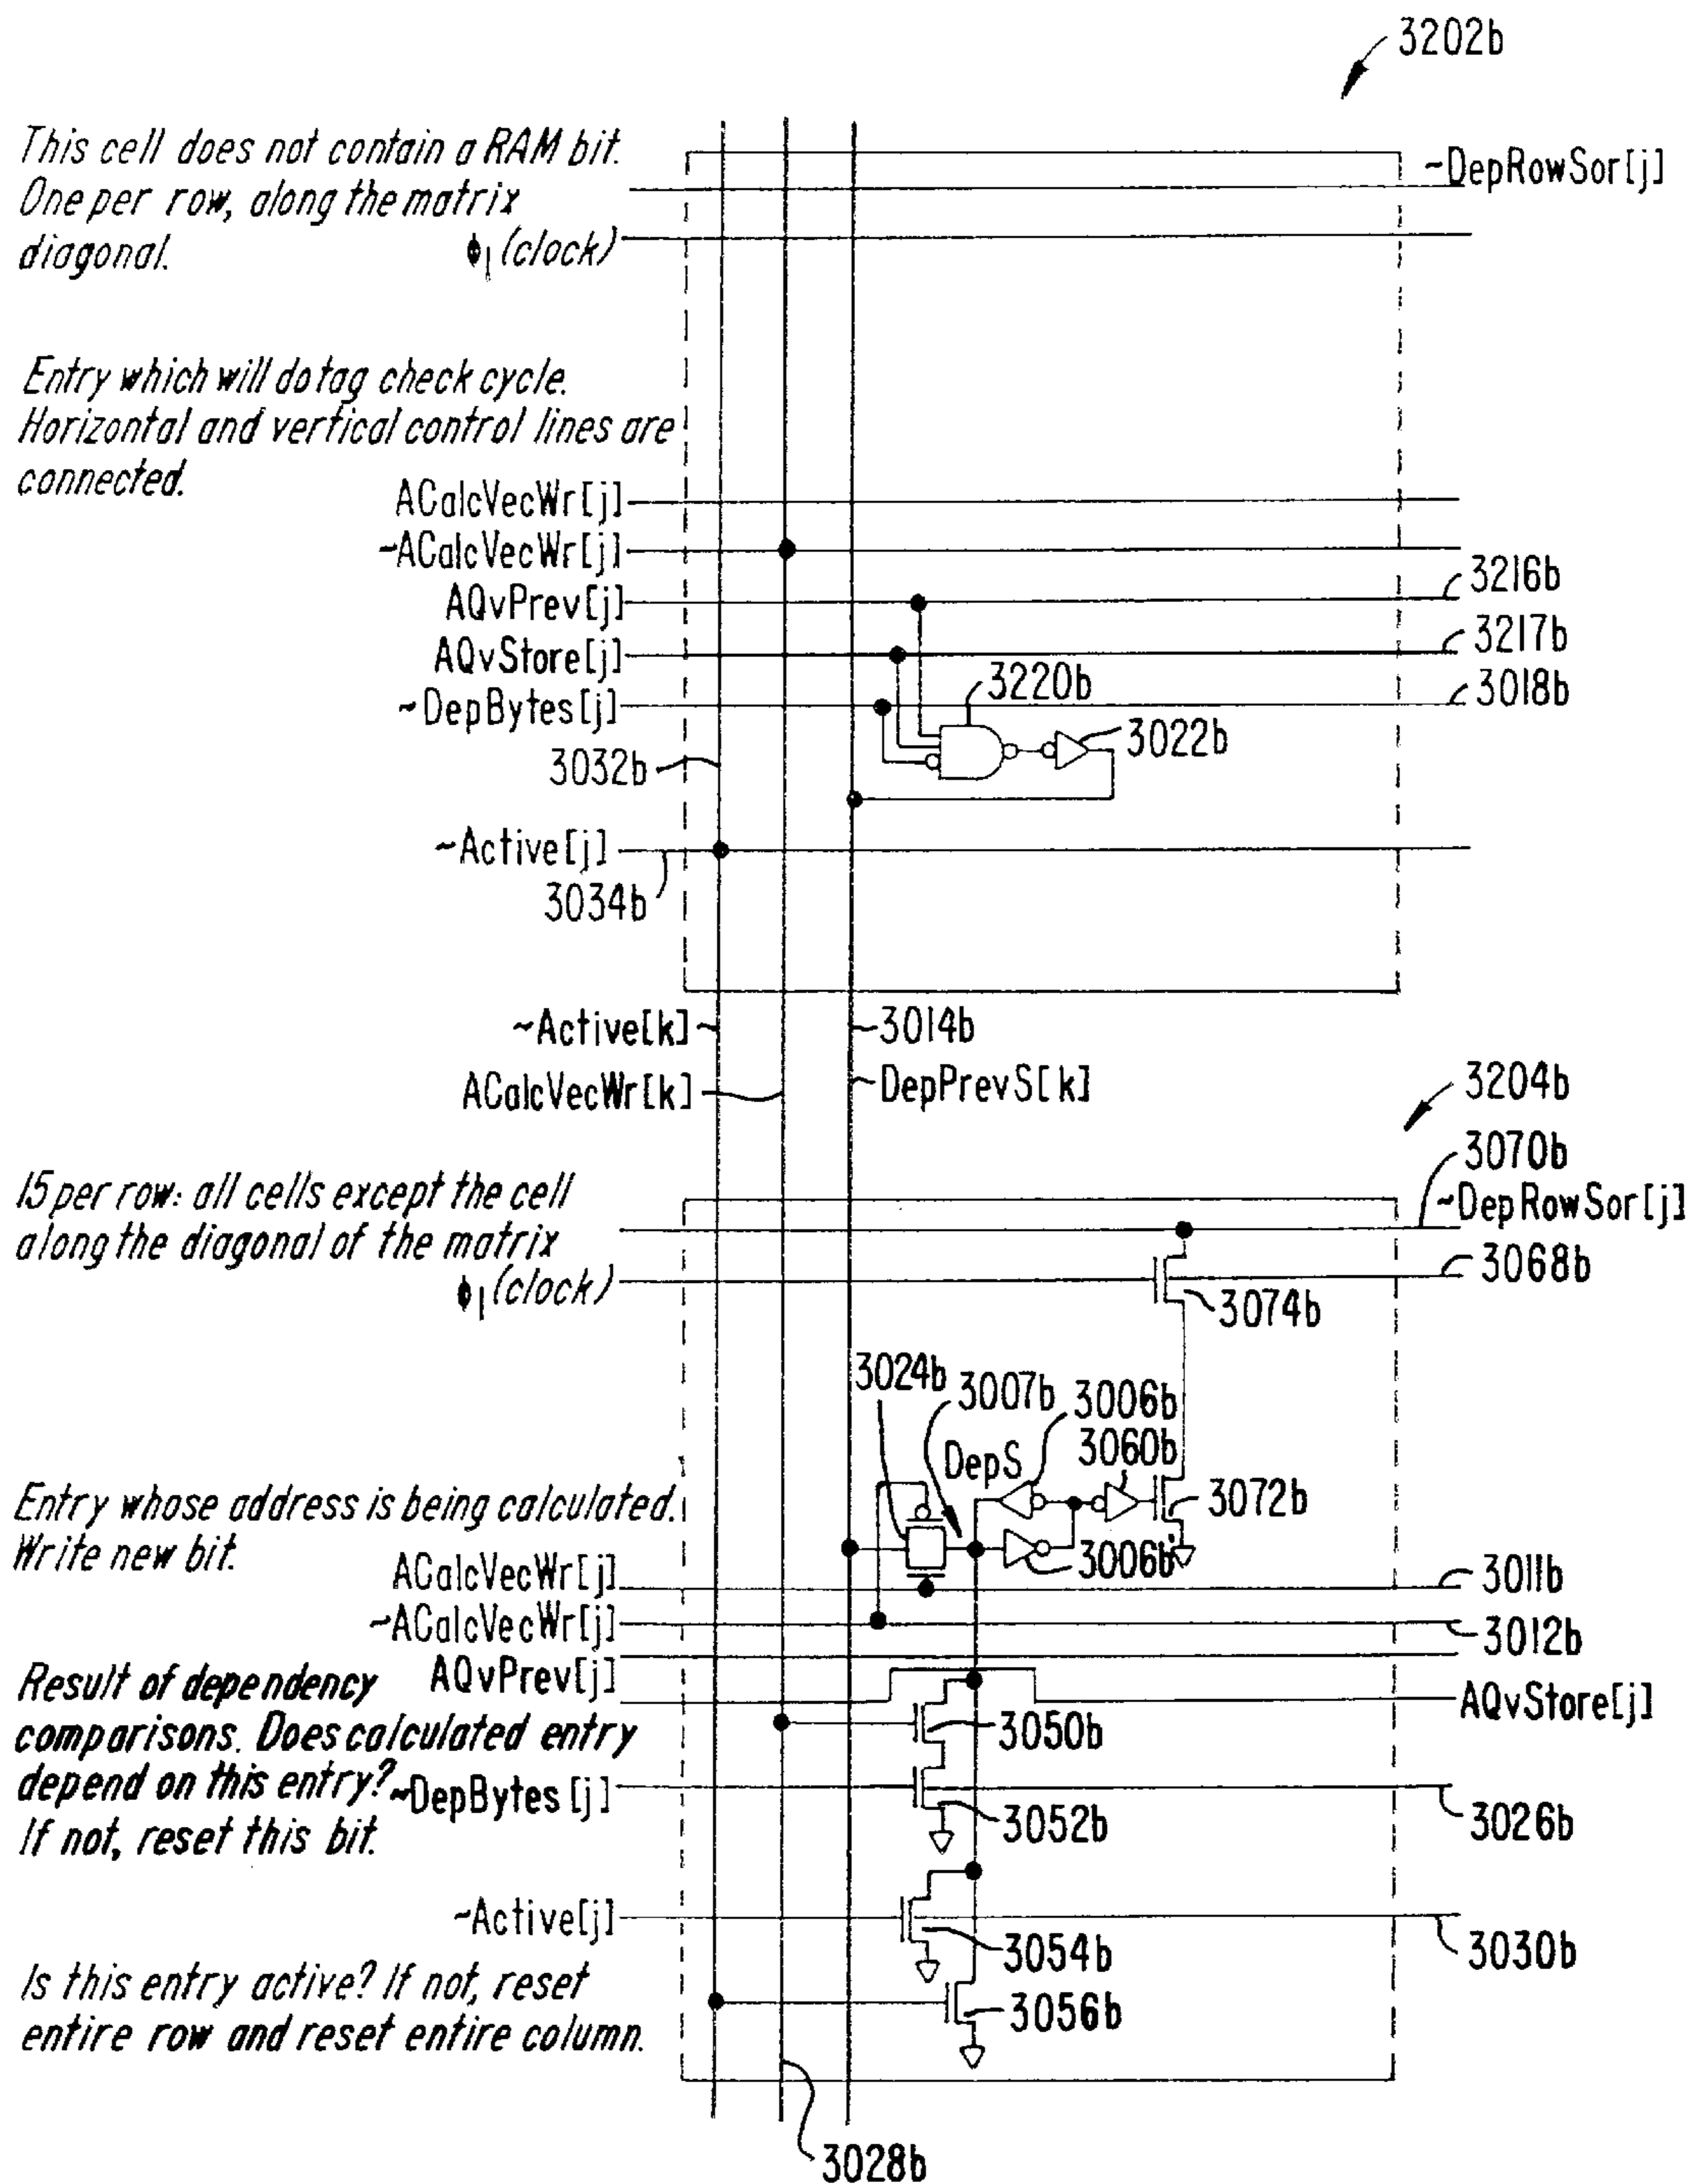 3202b
This cell does not contain a RAM bit.
One per row, along the matrix
diagonal.
~DepRowSor[j]
ϕ1 (clock)
Entry which will do tag check cycle.
Horizontal and vertical control lines are
connected.
ACalcVecWr[j]
~ACalcVecWr[j]
AQvPrev[j]
3216b
AQvStore[j]
3217b
~DepBytes[j]
3220b
3018b
3032b
3022b
~Active[j]
3034b
~Active[k]
3014b
ACalcVecWr[k]
DepPrevS[k]
3204b
3070b
15 per row: all cells except the cell
along the diagonal of the matrix
~DepRowSor[j]
ϕ1 (clock)
3068b
3074b
3024b
3007b
3006b
3060b
DepS
3072b
Entry whose address is being calculated.
Write new bit.
3006b'
ACalcVecWr[j]
3011b
~ACalcVecWr[j]
3012b
AQvPrev[j]
AQvStore[j]
Result of dependency
comparisons. Does calculated entry
depend on this entry?
If not, reset this bit.
3050b
~DepBytes[j]
3052b
3026b
~Active[j]
3054b
3030b
Is this entry active? If not, reset
entire row and reset entire column.
3056b
3028b